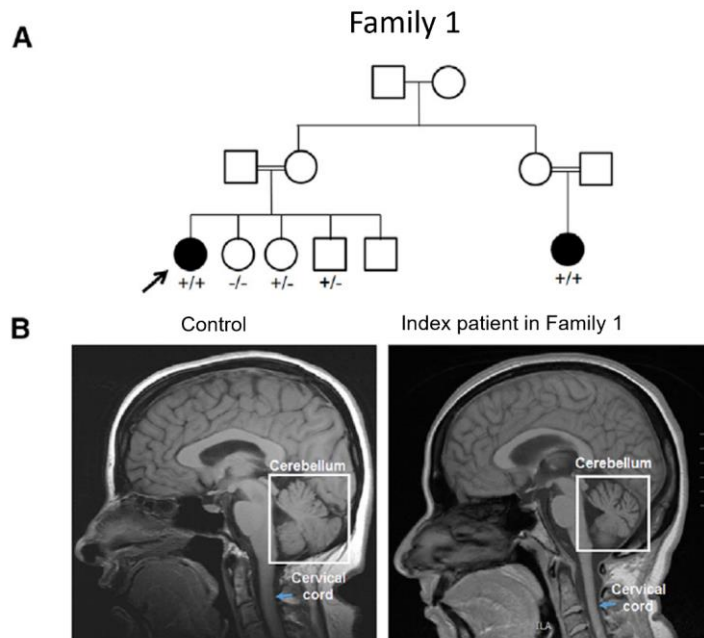 Family 1
A
+/+ -/- +/- +/- +/+
Control Index patient in Family 1
B
Cerebellum Cerebellum
Cervical Cervical
cord cord